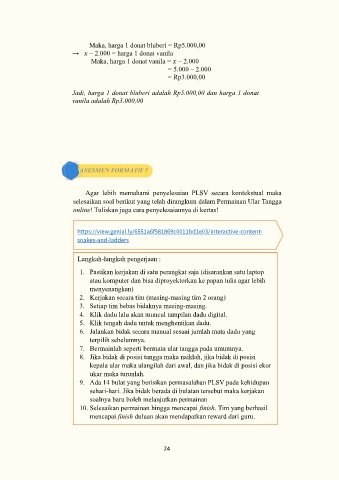 Maka, harga 1 donat bluberi = Rp5.000,00
→ x – 2.000 = harga 1 donat vanila
Maka, harga 1 donat vanila = x – 2.000
= 5.000 – 2.000
= Rp3.000,00
Jadi, harga 1 donat bluberi adalah Rp5.000,00 dan harga 1 donat
vanila adalah Rp3.000,00
ASESMEN FORMATIF 5
Agar lebih memahami penyelesaian PLSV secara kontekstual maka
selesaikan soal berikut yang telah dirangkum dalam Permainan Ular Tangga
online! Tuliskan juga cara penyelesaiannya di kertas!
https://view.genial.ly/6551a6f581869c0011bd1e03/interactive-content-
snakes-and-ladders
Langkah-langkah pengerjaan :
1. Pastikan kerjakan di satu perangkat saja (disarankan satu laptop
atau komputer dan bisa diproyektorkan ke papan tulis agar lebih
menyenangkan)
2. Kerjakan secara tim (masing-masing tim 2 orang)
3. Setiap tim bebas bidaknya masing-masing.
4. Klik dadu lalu akan muncul tampilan dadu digital.
5. Klik tengah dadu untuk menghentikan dadu.
6. Jalankan bidak secara manual sesuai jumlah mata dadu yang
terpilih sebelumnya.
7. Bermainlah seperti bermain ular tangga pada umumnya.
8. Jika bidak di posisi tangga maka naiklah, jika bidak di posisi
kepala ular maka ulangilah dari awal, dan jika bidak di posisi ekor
ukar maka turunlah.
9. Ada 14 bulat yang berisikan permasalahan PLSV pada kehidupan
sehari-hari. Jika bidak berada di bulatan tersebut maka kerjakan
soalnya baru boleh melanjutkan permainan
10. Selesaikan permainan hingga mencapai finish. Tim yang berhasil
mencapai finish duluan akan mendapatkan reward dari guru.
24